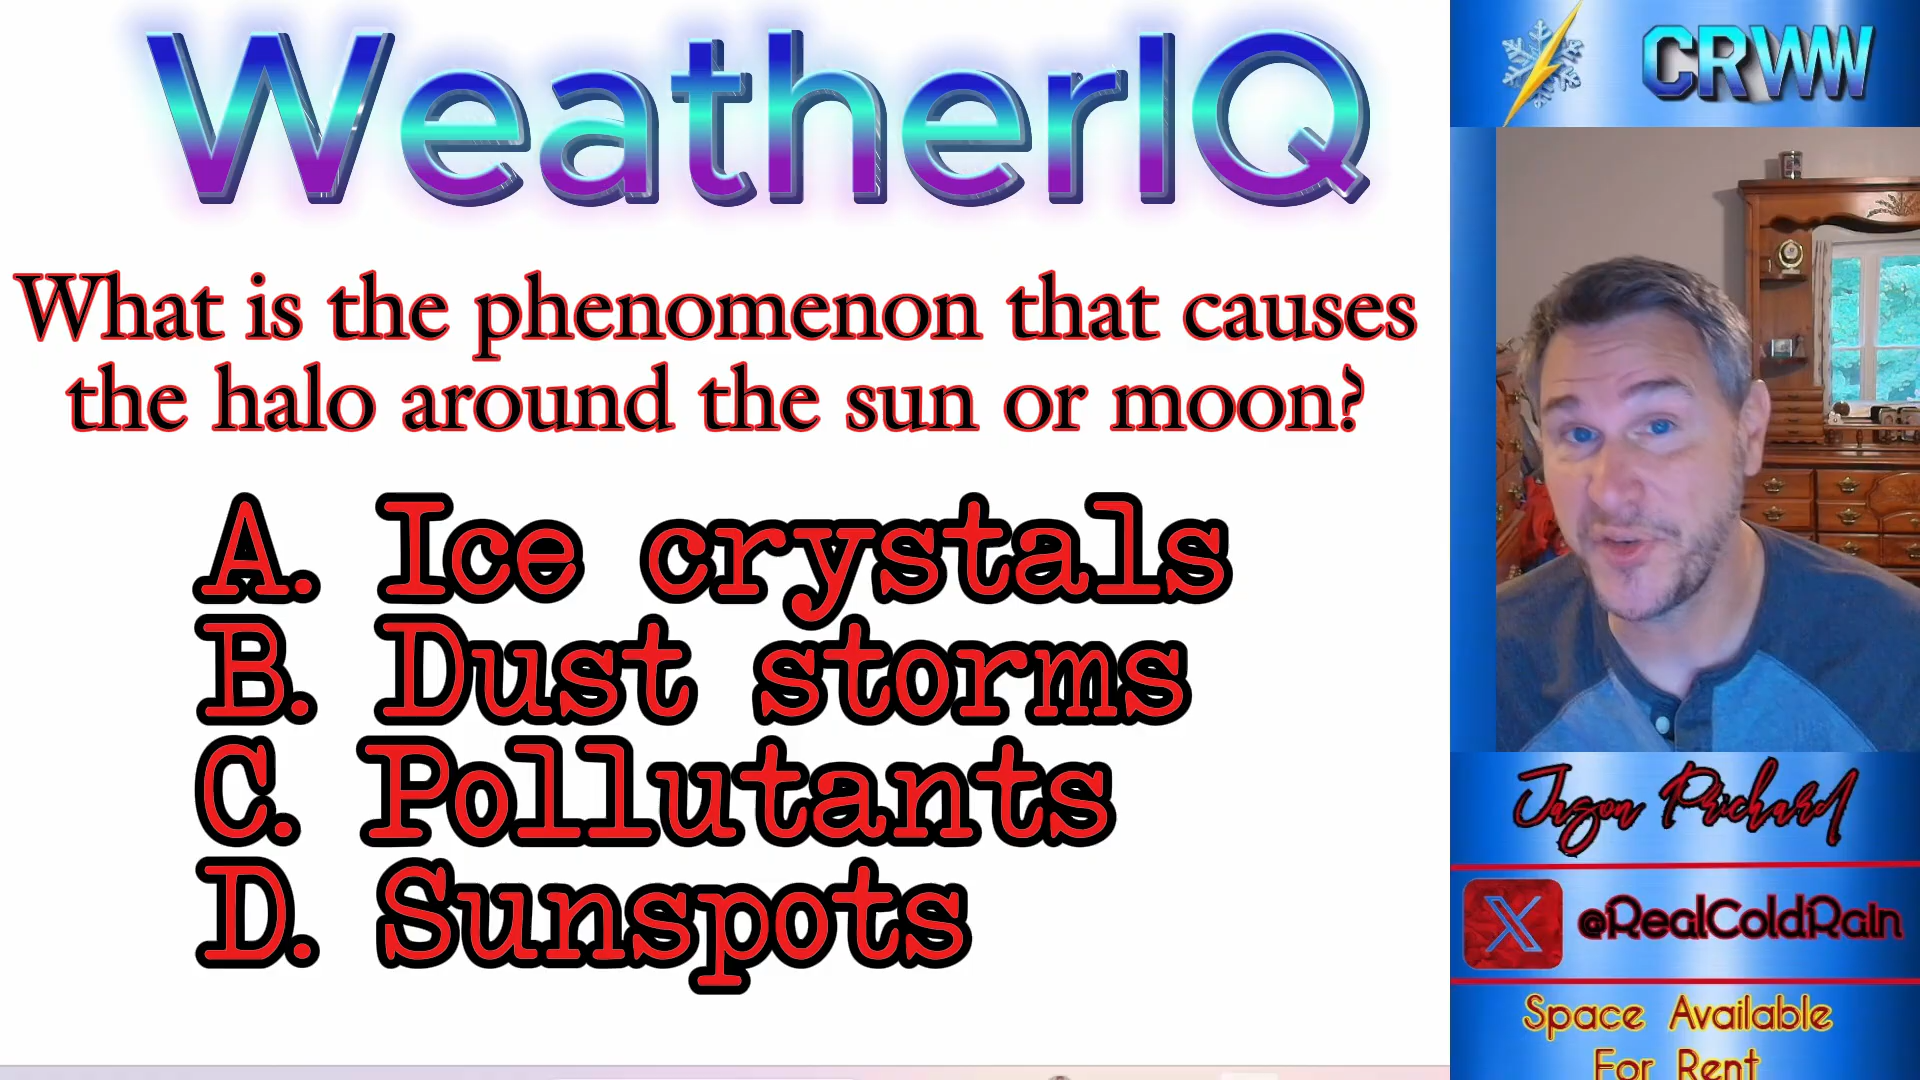 WeatherIQ
What is the phenomenon that causes
the halo around the sun or moon?
A. Ice crystals
B. Dust storms
C. Pollutants
D. Sunspots
CRWW
Jason Prichard
X @RealColdRain
Space Available
For Rent